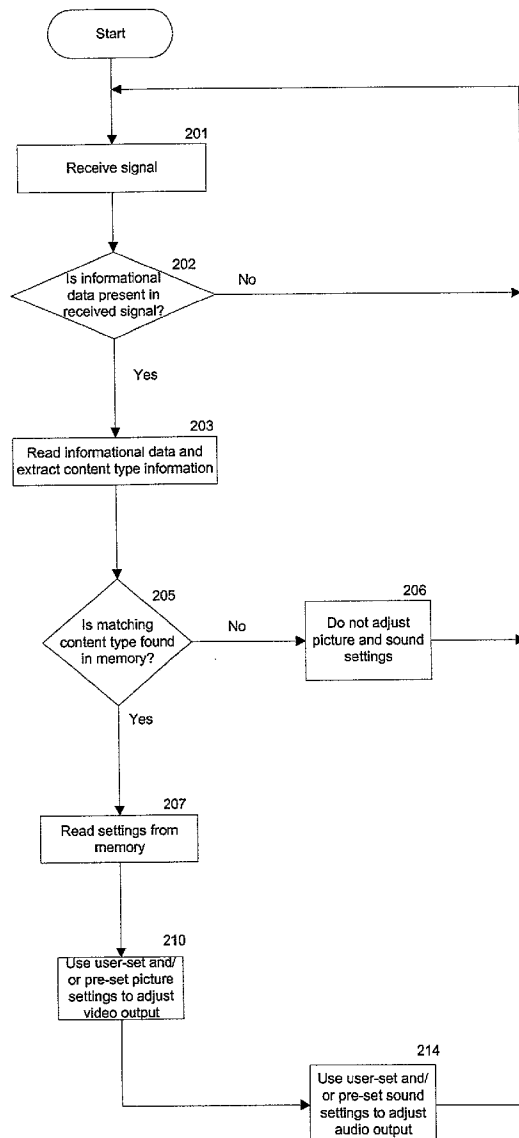 Start
201
Receive signal
202
Is informational
data present in
received signal?
No
Yes
203
Read informational data and
extract content type information
205
Is matching
content type found
in memory?
No
206
Do not adjust
picture and sound
settings
Yes
207
Read settings from
memory
210
Use user-set and/
or pre-set picture
settings to adjust
video output
214
Use user-set and/
or pre-set sound
settings to adjust
audio output